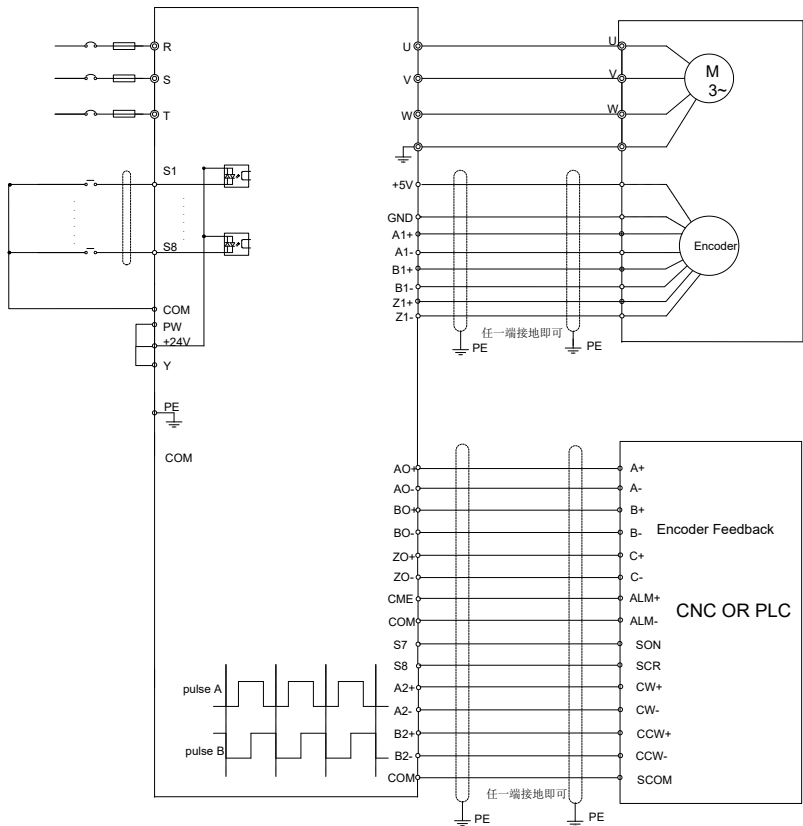 R
U
U
S
V
V
M
3~
T
W
W
S1
+5V
GND
A1+
A1-
Encoder
S8
B1+
B1-
Z1+
Z1-
COM
PW
+24V
Y
任一端接地即可
PE
PE
PE
COM
AO+
A+
AO-
A-
BO+
B+
BO-
B-
Encoder Feedback
ZO+
C+
ZO-
C-
CME
ALM+
CNC OR PLC
COM
ALM-
S7
SON
S8
SCR
pulse A
A2+
CW+
A2-
CW-
B2+
CCW+
pulse B
B2-
CCW-
COM
SCOM
任一端接地即可
PE
PE